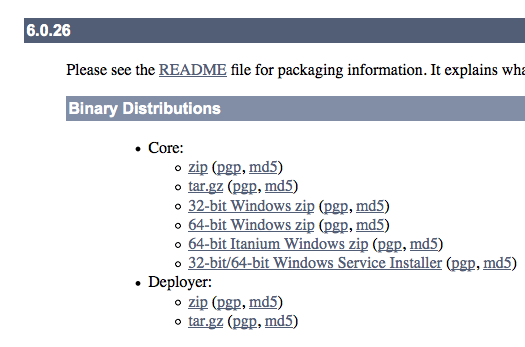 6.0.26
Please see the README file for packaging information. It explains wha
Binary Distributions
• Core:
◦ zip (pgp, md5)
◦ tar.gz (pgp, md5)
◦ 32-bit Windows zip (pgp, md5)
◦ 64-bit Windows zip (pgp, md5)
◦ 64-bit Itanium Windows zip (pgp, md5)
◦ 32-bit/64-bit Windows Service Installer (pgp, md5)
• Deployer:
◦ zip (pgp, md5)
◦ tar.gz (pgp, md5)